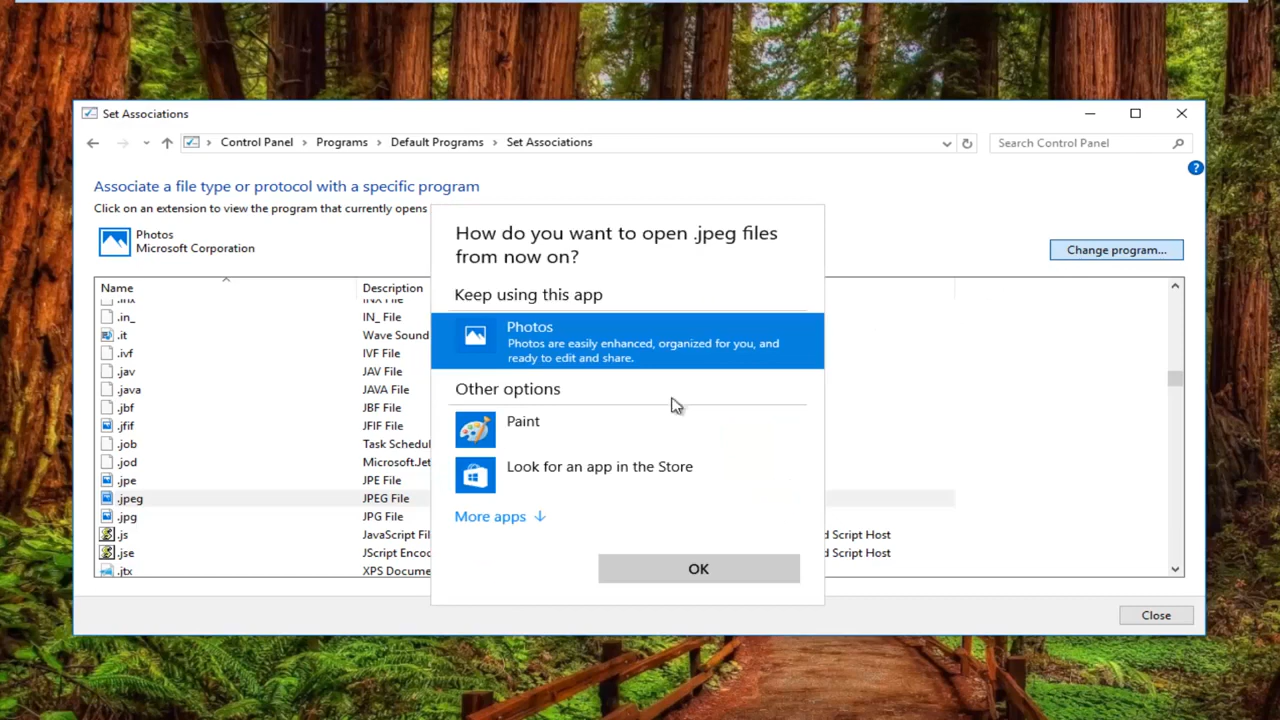 Set Associations
Control Panel > Programs > Default Programs > Set Associations
Search Control Panel
?
Associate a file type or protocol with a specific program
Click on an extension to view the program that currently opens
Photos
Microsoft Corporation
Change program...
Name Description
.inx INX File
.in_ IN_ File
.it Wave Sound
.ivf IVF File
.jav JAV File
.java JAVA File
.jbf JBF File
.jfif JFIF File
.job Task Schedul
.jod Microsoft.Jet
.jpe JPE File
.jpeg JPEG File
.jpg JPG File
.js JavaScript Fil d Script Host
.jse JScript Enco d Script Host
.jtx XPS Docume
How do you want to open .jpeg files
from now on?
Keep using this app
Photos
Photos are easily enhanced, organized for you, and
ready to edit and share.
Other options
Paint
Look for an app in the Store
More apps
OK
Close